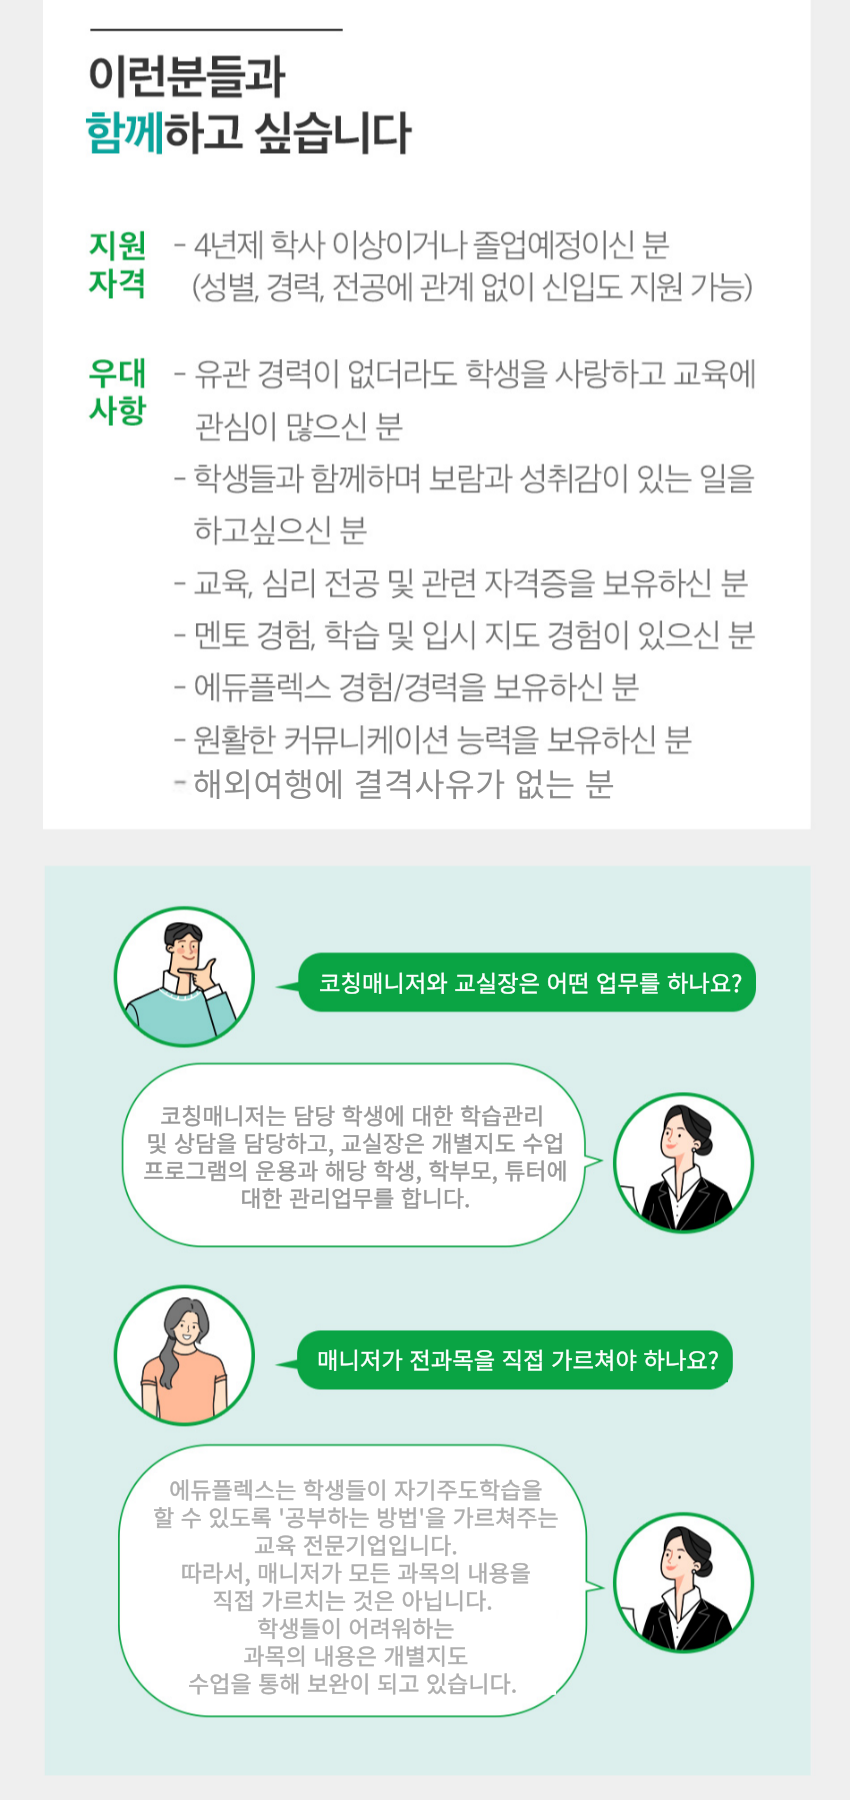 이런분들과
함께하고 싶습니다
지원
자격
- 4년제 학사 이상이거나 졸업예정이신 분
(성별, 경력, 전공에 관계 없이 신입도 지원 가능)
우대
사항
- 유관 경력이 없더라도 학생을 사랑하고 교육에
관심이 많으신 분
- 학생들과 함께하며 보람과 성취감이 있는 일을
하고싶으신 분
- 교육, 심리 전공 및 관련 자격증을 보유하신 분
- 멘토 경험, 학습 및 입시 지도 경험이 있으신 분
- 에듀플렉스 경험/경력을 보유하신 분
- 원활한 커뮤니케이션 능력을 보유하신 분
- 해외여행에 결격사유가 없는 분
코칭매니저와 교실장은 어떤 업무를 하나요?
코칭매니저는 담당 학생에 대한 학습관리
및 상담을 담당하고, 교실장은 개별지도 수업
프로그램의 운용과 해당 학생, 학부모, 튜터에
대한 관리업무를 합니다.
매니저가 전과목을 직접 가르쳐야 하나요?
에듀플렉스는 학생들이 자기주도학습을
할 수 있도록 '공부하는 방법'을 가르쳐주는
교육 전문기업입니다.
따라서, 매니저가 모든 과목의 내용을
직접 가르치는 것은 아닙니다.
학생들이 어려워하는
과목의 내용은 개별지도
수업을 통해 보완이 되고 있습니다.